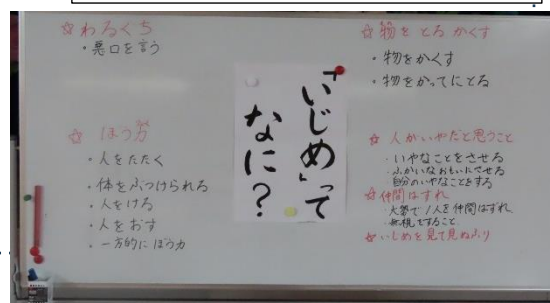 ☆わるくち
・悪口を言う
☆ほう力
・人をたたく
・体をぶつけられる
・人をける
・人をおす
・一方的にぼう力
「いじめ」って
なに？
☆物をとるかくす
・物をかくす
・物をかってにとる
☆人がいやだと思うこと
・いやなことをさせる
・ふかいなおもいにさせる
・自分のいやなことをする
☆仲間はずれ
・大勢で1人を仲間はずれ
・無視すること
☆いじめを見て見ぬふり